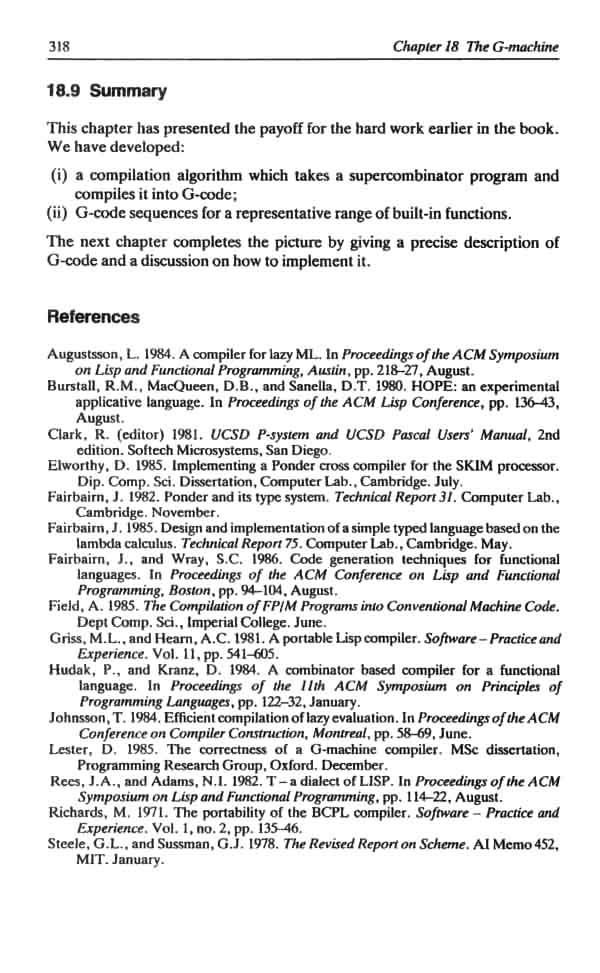 318 Chapter 18 The G-machine
18.9 Summary
This chapter has presented the payoff for the hard work earlier in the book.
We have developed:
(i) a compilation algorithm which takes a supercombinator program and
compiles it into G-code;
(ii) G-code sequences for a representative range of built-in functions.
The next chapter completes the picture by giving a precise description of
G-code and a discussion on how to implement it.
References
Augustsson, L. 1984. A compiler for lazy ML. In Proceedings of the ACM Symposium
on Lisp and Functional Programming, Austin, pp. 218–27, August.
Burstall, R.M., MacQueen, D.B., and Sanella, D.T. 1980. HOPE: an experimental
applicative language. In Proceedings of the ACM Lisp Conference, pp. 136–43,
August.
Clark, R. (editor) 1981. UCSD P-system and UCSD Pascal Users' Manual, 2nd
edition. Softech Microsystems, San Diego.
Elworthy, D. 1985. Implementing a Ponder cross compiler for the SKIM processor.
Dip. Comp. Sci. Dissertation, Computer Lab., Cambridge. July.
Fairbairn, J. 1982. Ponder and its type system. Technical Report 31. Computer Lab.,
Cambridge. November.
Fairbairn, J. 1985. Design and implementation of a simple typed language based on the
lambda calculus. Technical Report 75. Computer Lab., Cambridge. May.
Fairbairn, J., and Wray, S.C. 1986. Code generation techniques for functional
languages. In Proceedings of the ACM Conference on Lisp and Functional
Programming, Boston, pp. 94–104, August.
Field, A. 1985. The Compilation of FP/M Programs into Conventional Machine Code.
Dept Comp. Sci., Imperial College. June.
Griss, M.L., and Hearn, A.C. 1981. A portable Lisp compiler. Software – Practice and
Experience. Vol. 11, pp. 541–605.
Hudak, P., and Kranz, D. 1984. A combinator based compiler for a functional
language. In Proceedings of the 11th ACM Symposium on Principles of
Programming Languages, pp. 122–32, January.
Johnsson, T. 1984. Efficient compilation of lazy evaluation. In Proceedings of the ACM
Conference on Compiler Construction, Montreal, pp. 58–69, June.
Lester, D. 1985. The correctness of a G-machine compiler. MSc dissertation,
Programming Research Group, Oxford. December.
Rees, J.A., and Adams, N.I. 1982. T – a dialect of LISP. In Proceedings of the ACM
Symposium on Lisp and Functional Programming, pp. 114–22, August.
Richards, M. 1971. The portability of the BCPL compiler. Software – Practice and
Experience. Vol. 1, no. 2, pp. 135–46.
Steele, G.L., and Sussman, G.J. 1978. The Revised Report on Scheme. AI Memo 452,
MIT. January.